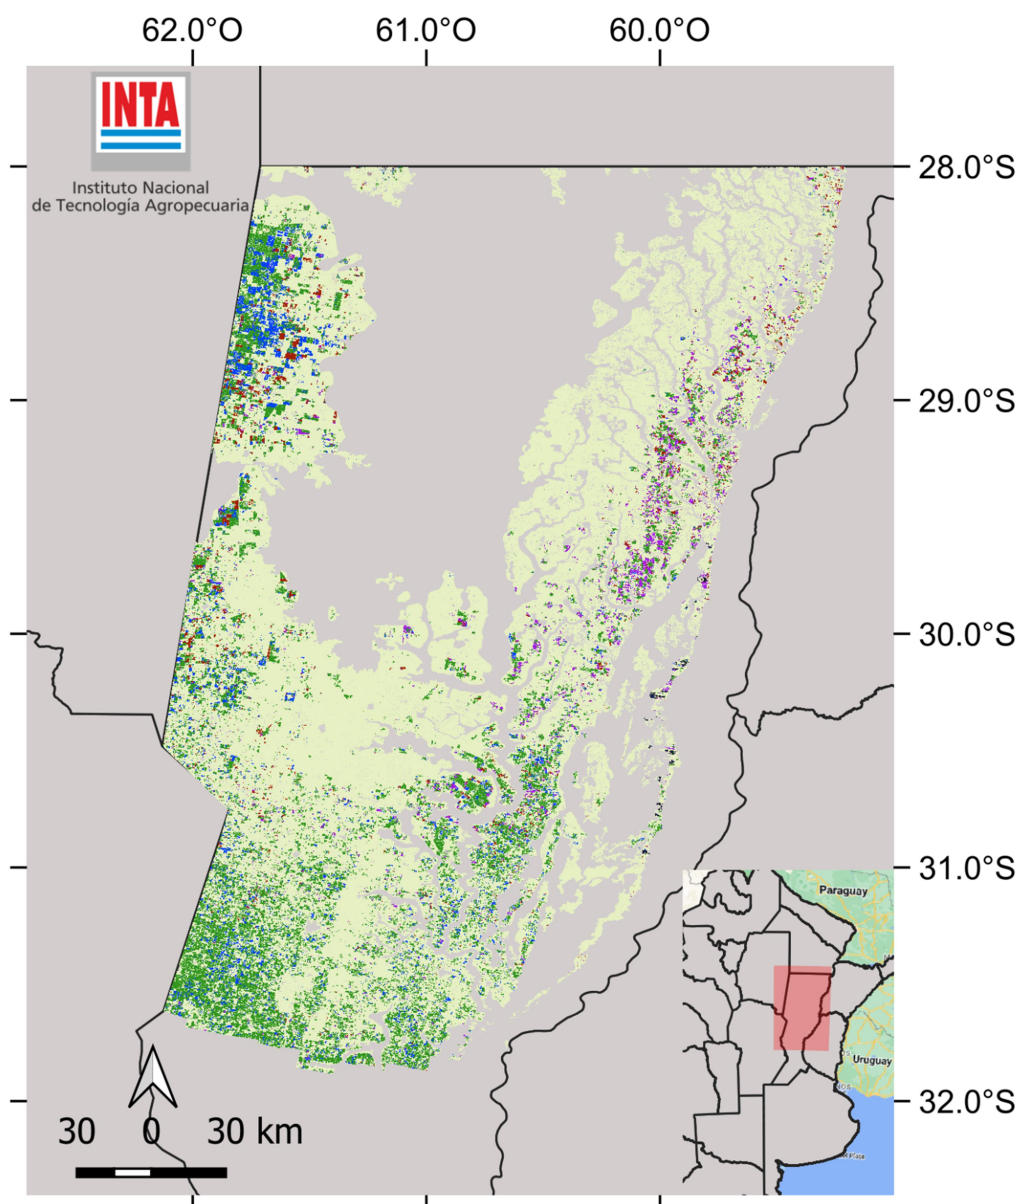 62.0°O 61.0°O 60.0°O
INTA
Instituto Nacional
de Tecnología Agropecuaria
28.0°S
29.0°S
30.0°S
31.0°S
Paraguay
Uruguay
32.0°S
30 0 30 km